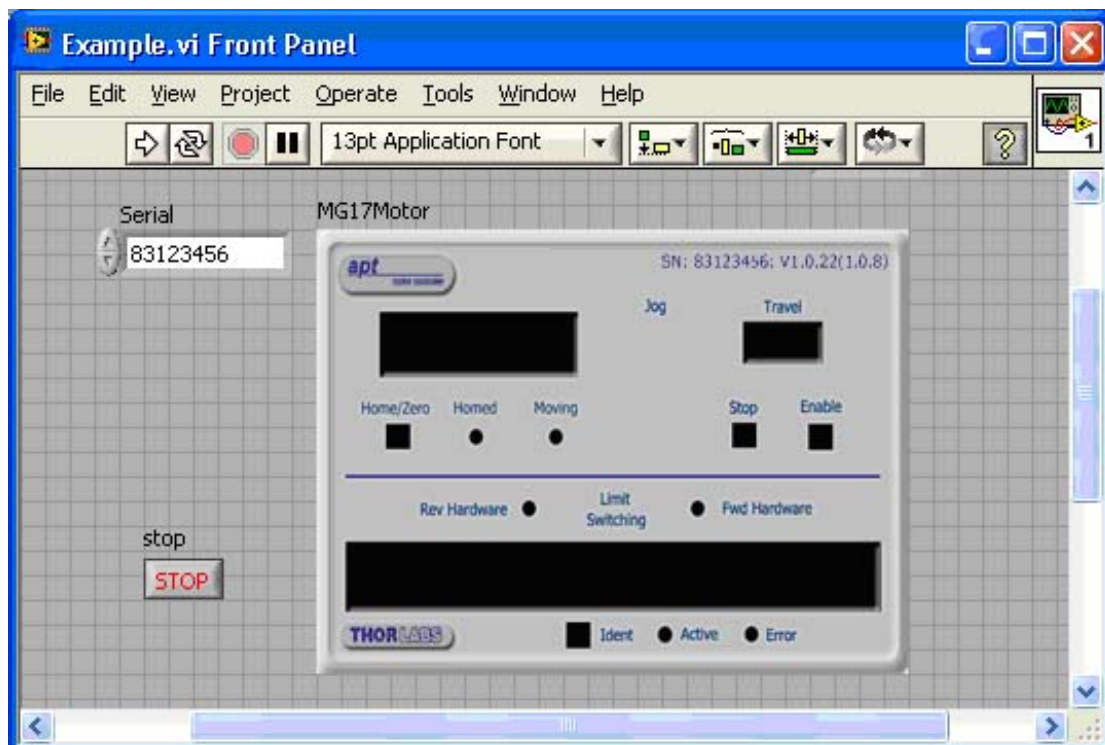 Example.vi Front Panel
File Edit View Project Operate Tools Window Help
13pt Application Font
1
Serial
83123456
MG17Motor
apt
SN: 83123456: V1.0.22(1.0.8)
Jog Travel
Home/Zero Homed Moving Stop Enable
Rev Hardware Limit Switching Fwd Hardware
stop
STOP
THORLABS Ident Active Error